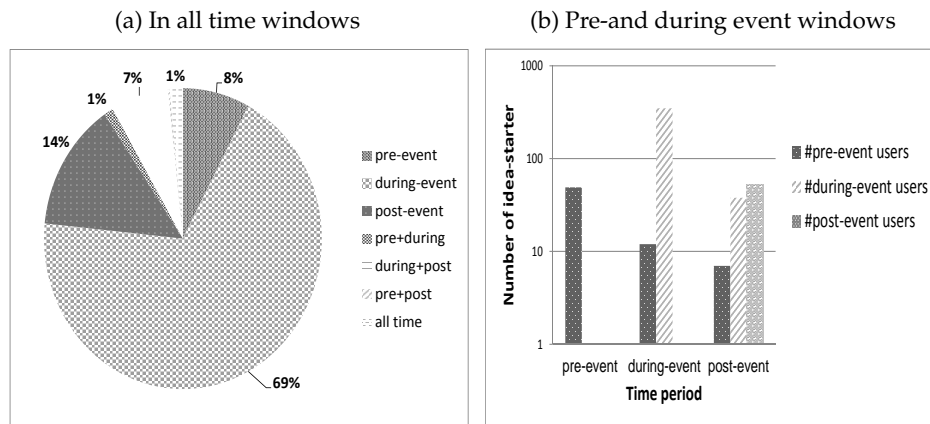 (a) In all time windows
(b) Pre-and during event windows
1%
7%
1%
8%
14%
69%
pre-event
during-event
post-event
pre+during
during+post
pre+post
all time
Number of idea-starter
1000
100
10
1
pre-event during-event post-event
Time period
#pre-event users
#during-event users
#post-event users